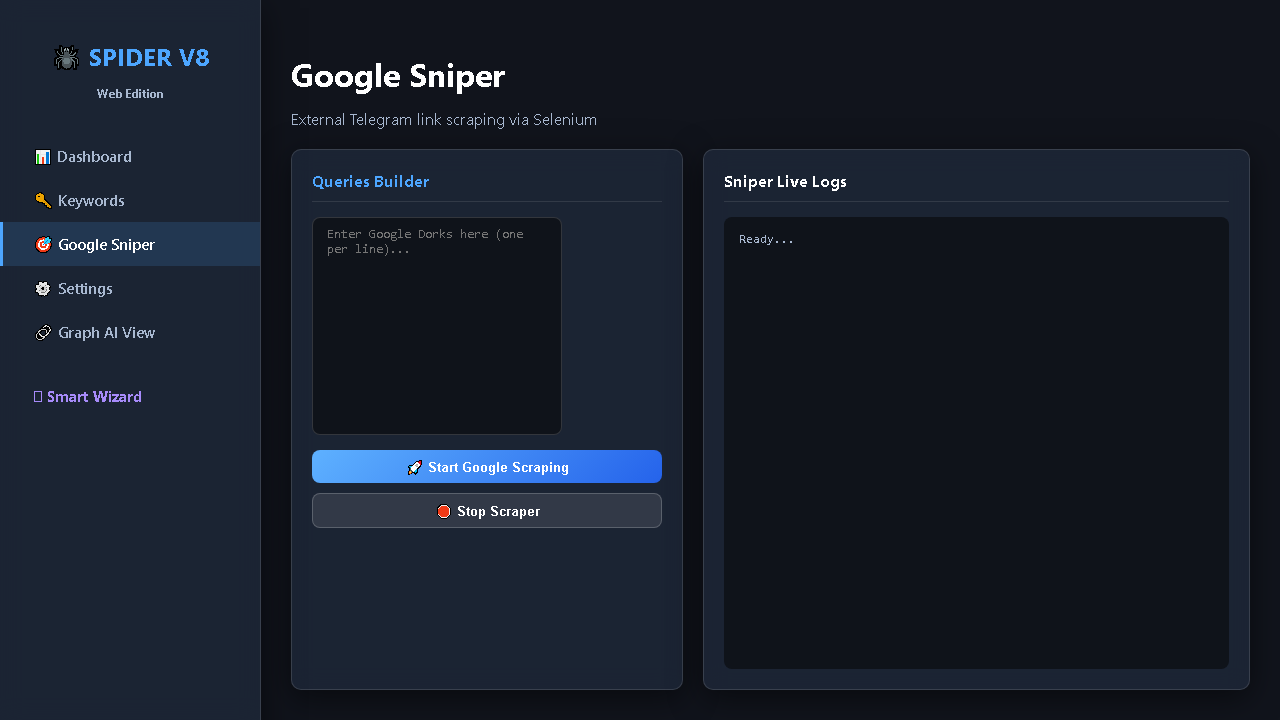 SPIDER V8
Web Edition
Dashboard
Keywords
Google Sniper
Settings
Graph AI View
Smart Wizard
Google Sniper
External Telegram link scraping via Selenium
Queries Builder
Enter Google Dorks here (one
per line)...
Start Google Scraping
Stop Scraper
Sniper Live Logs
Ready...